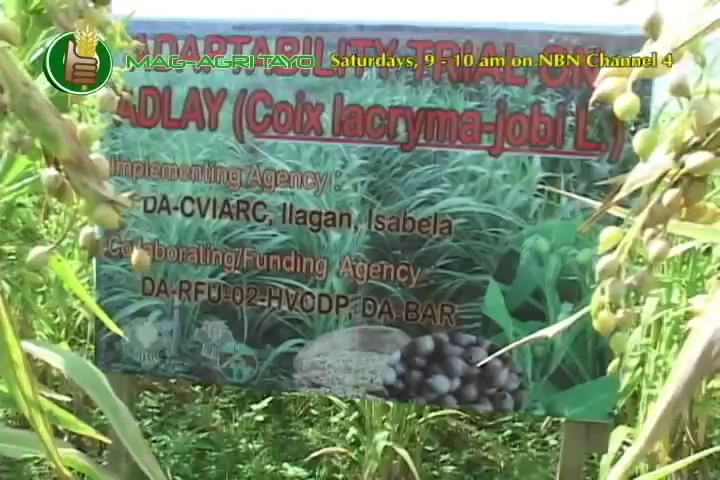 MAG-AGRI TAYO
Saturdays, 9 - 10 am on NBN Channel 4
ADAPTABILITY TRIAL ON
ADLAY (Coix lacryma-jobi L.)
Implementing Agency :
DA-CVIARC, Ilagan, Isabela
Collaborating/Funding Agency
DA-RFU-02-HVCDP, DA-BAR